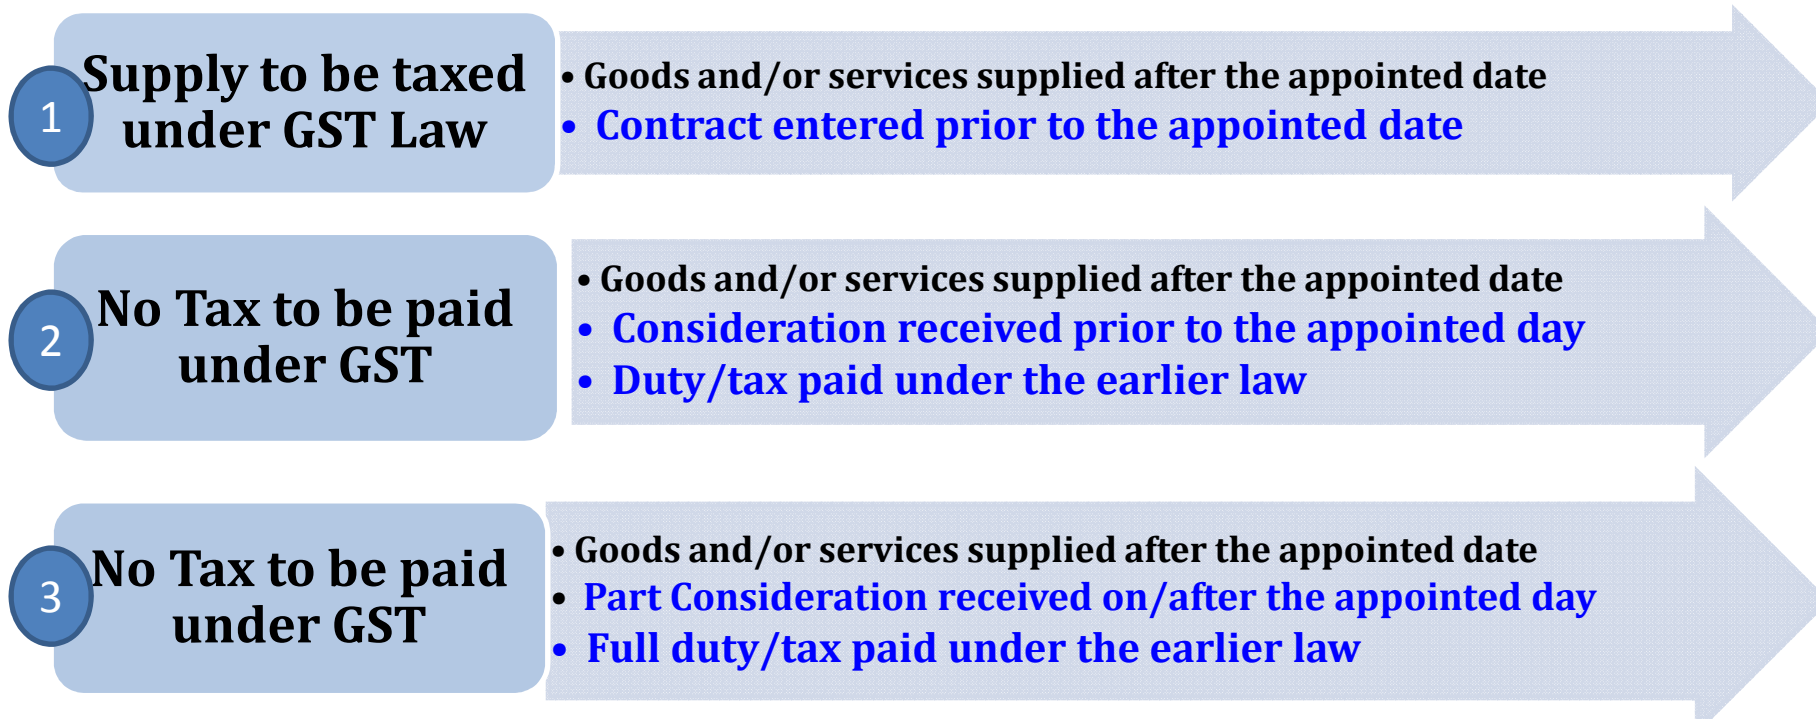 1
Supply to be taxed
under GST Law
• Goods and/or services supplied after the appointed date
• Contract entered prior to the appointed date
2
No Tax to be paid
under GST
• Goods and/or services supplied after the appointed date
• Consideration received prior to the appointed day
• Duty/tax paid under the earlier law
3
No Tax to be paid
under GST
• Goods and/or services supplied after the appointed date
• Part Consideration received on/after the appointed day
• Full duty/tax paid under the earlier law